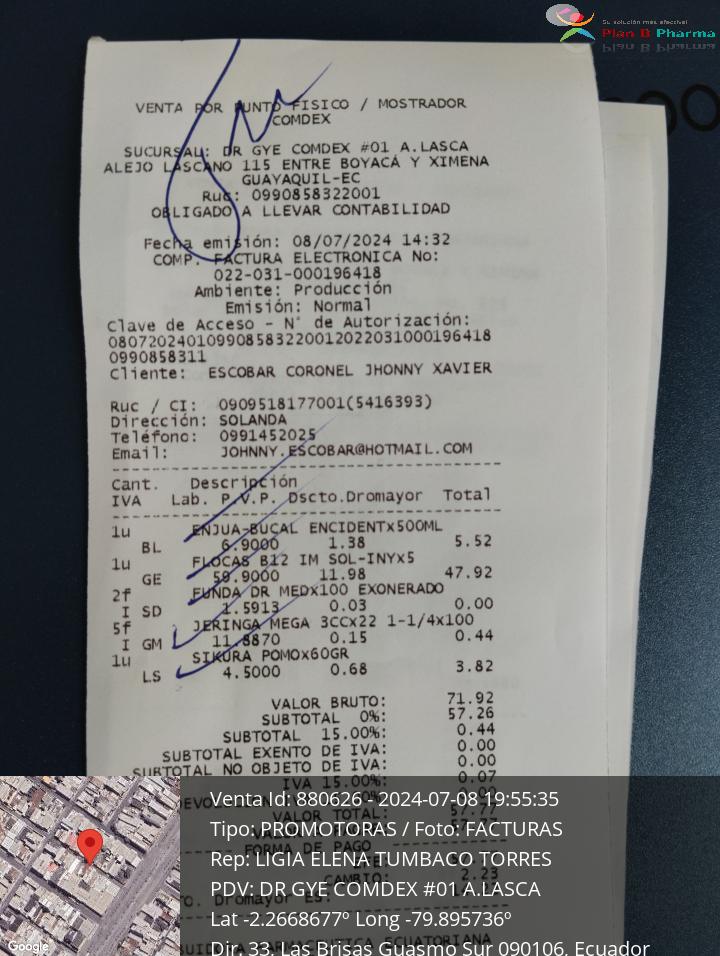 Su solución más efectiva!
Plan B Pharma
VENTA POR PUNTO FISICO / MOSTRADOR
COMDEX
SUCURSAL: DR GYE COMDEX #01 A.LASCA
ALEJO LASCANO 115 ENTRE BOYACÁ Y XIMENA
GUAYAQUIL-EC
Ruc: 0990858322001
OBLIGADO A LLEVAR CONTABILIDAD
Fecha emisión: 08/07/2024 14:32
COMP. FACTURA ELECTRONICA No:
022-031-000196418
Ambiente: Producción
Emisión: Normal
Clave de Acceso - N° de Autorización:
080720240109908583220012022031000196418
0990858311
Cliente: ESCOBAR CORONEL JHONNY XAVIER
Ruc / CI: 0909518177001(5416393)
Dirección: SOLANDA
Teléfono: 0991452025
Email: JOHNNY.ESCOBAR@HOTMAIL.COM
Cant. Descripción
IVA Lab. P.V.P. Dscto.Dromayor Total
1u ENJUA-BUCAL ENCIDENTx500ML
BL 6.9000 1.38 5.52
1u FLOCAS B12 IM SOL-INYx5
GE 59.9000 11.98 47.92
2f FUNDA DR MEDx100 EXONERADO
I SD 1.5913 0.03 0.00
5f JERINGA MEGA 3CCx22 1-1/4x100
I GM 11.8870 0.15 0.44
1u SIKURA POMOx60GR
LS 4.5000 0.68 3.82
VALOR BRUTO: 71.92
SUBTOTAL 0%: 57.26
SUBTOTAL 15.00%: 0.44
SUBTOTAL EXENTO DE IVA: 0.00
SUBTOTAL NO OBJETO DE IVA: 0.00
IVA 15.00%: 0.07
VALOR TOTAL: 57.77
FORMA DE PAGO
CAMBIO: 2.23
Dromayor ES:
Venta Id: 880626 - 2024-07-08 19:55:35
Tipo: PROMOTORAS / Foto: FACTURAS
Rep: LIGIA ELENA TUMBACO TORRES
PDV: DR GYE COMDEX #01 A.LASCA
Lat -2.2668677º Long -79.895736º
Dir. 33, Las Brisas Guasmo Sur 090106, Ecuador
Google